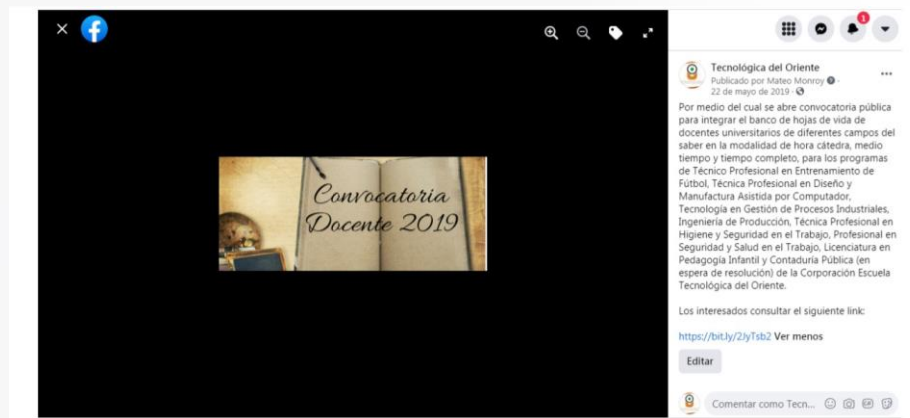 1
Convocatoria
Docente 2019
Tecnológica del Oriente
Publicado por Mateo Monroy
22 de mayo de 2019 ·
Por medio del cual se abre convocatoria pública
para integrar el banco de hojas de vida de
docentes universitarios de diferentes campos del
saber en la modalidad de hora cátedra, medio
tiempo y tiempo completo, para los programas
de Técnico Profesional en Entrenamiento de
Fútbol, Técnica Profesional en Diseño y
Manufactura Asistida por Computador,
Tecnología en Gestión de Procesos Industriales,
Ingeniería de Producción, Técnica Profesional en
Higiene y Seguridad en el Trabajo, Profesional en
Seguridad y Salud en el Trabajo, Licenciatura en
Pedagogía Infantil y Contaduría Pública (en
espera de resolución) de la Corporación Escuela
Tecnológica del Oriente.
Los interesados consultar el siguiente link:
https://bit.ly/2JyTsb2 Ver menos
Editar
Comentar como Tecn...